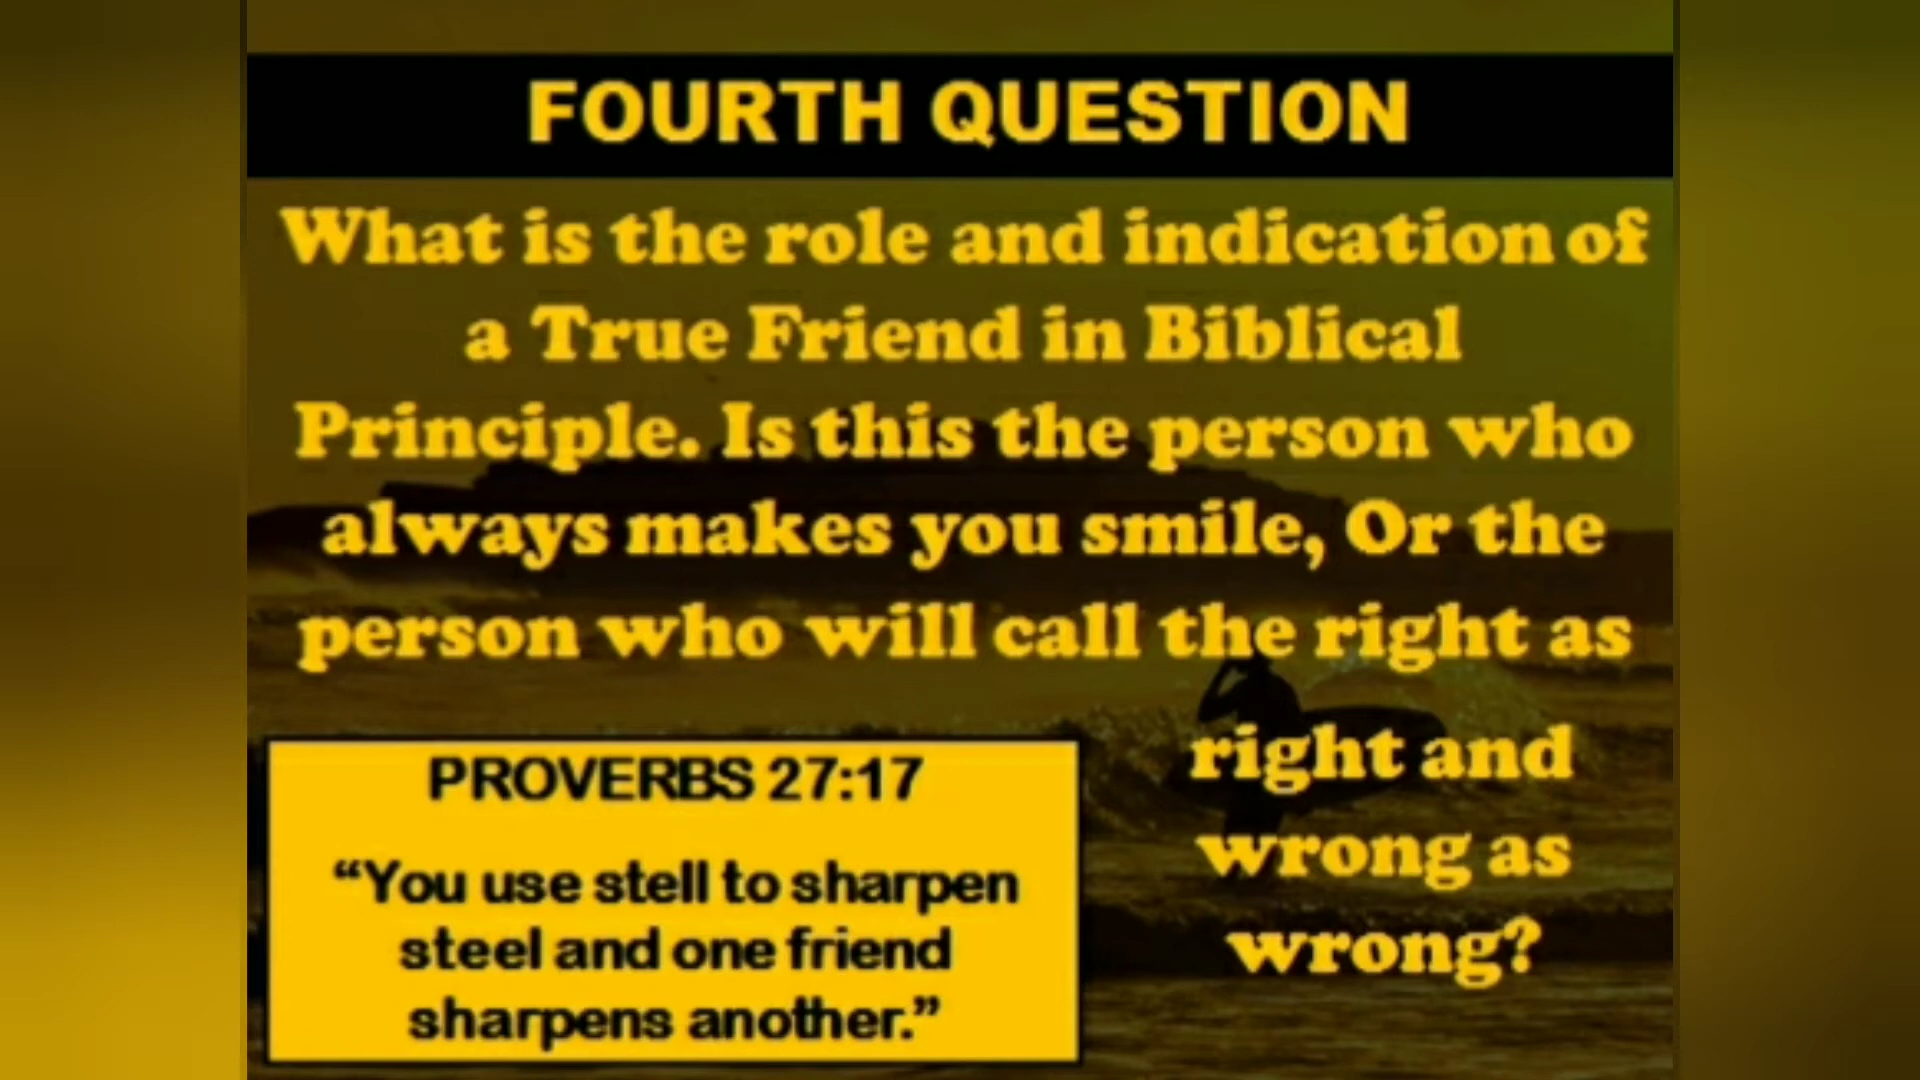 FOURTH QUESTION
What is the role and indication of
a True Friend in Biblical
Principle. Is this the person who
always makes you smile, Or the
person who will call the right as
right and
wrong as
wrong?
PROVERBS 27:17
“You use stell to sharpen
steel and one friend
sharpens another.”